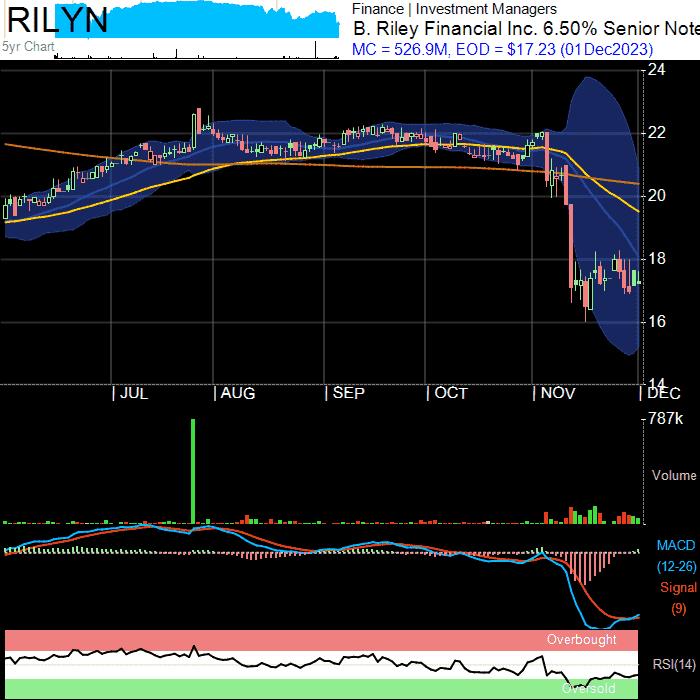 RILYN
5yr Chart
Finance | Investment Managers
B. Riley Financial Inc. 6.50% Senior Note
MC = 526.9M, EOD = $17.23 (01Dec2023)
24
22
20
18
16
14
| JUL | AUG | SEP | OCT | NOV | DEC
787k
Volume
MACD
(12-26)
Signal
(9)
Overbought
RSI(14)
Oversold